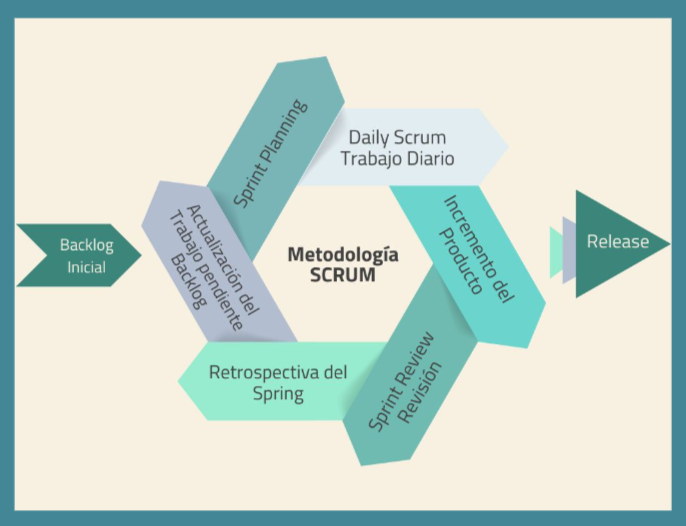 Backlog
Inicial
Sprint Planning
Daily Scrum
Trabajo Diario
Incremento del
Producto
Sprint Review
Revisión
Retrospectiva del
Spring
Actualización del
Trabajo pendiente
Backlog
Metodología
SCRUM
Release